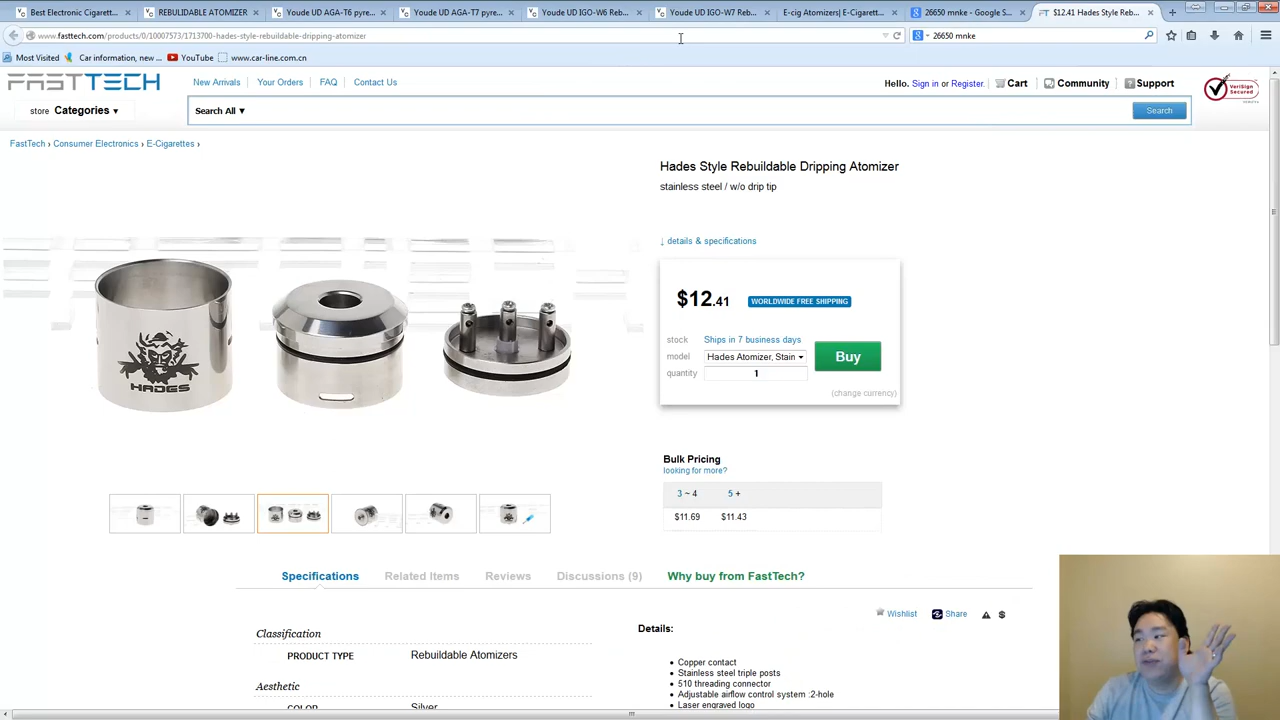 Best Electronic Cigarett...
REBULIDABLE ATOMIZER
Youde UD AGA-T6 pyre...
Youde UD AGA-T7 pyre...
Youde UD IGO-W6 Reb...
Youde UD IGO-W7 Reb...
E-cig Atomizers| E-Cigarett...
26650 mnke - Google S...
$12.41 Hades Style Reb...
www.fasttech.com/products/0/10007573/1713700-hades-style-rebuildable-dripping-atomizer
26650 mnke
Most Visited
Car information, new ...
YouTube
www.car-line.com.cn
FASTTECH
New Arrivals
Your Orders
FAQ
Contact Us
Hello. Sign in or Register.
Cart
Community
Support
VeriSign
Secured
store Categories ▾
Search All ▾
Search
FastTech › Consumer Electronics › E-Cigarettes ›
Hades Style Rebuildable Dripping Atomizer
stainless steel / w/o drip tip
↓ details & specifications
HADES
$12.41 WORLDWIDE FREE SHIPPING
stock Ships in 7 business days
model Hades Atomizer, Stain
Buy
quantity 1
(change currency)
Bulk Pricing
looking for more?
3 ~ 4 5 +
$11.69 $11.43
Specifications
Related Items
Reviews
Discussions (9)
Why buy from FastTech?
Wishlist
Share
Classification
PRODUCT TYPE Rebuildable Atomizers
Aesthetic
COLOR Silver
Details:
Copper contact
Stainless steel triple posts
510 threading connector
Adjustable airflow control system :2-hole
Laser engraved logo